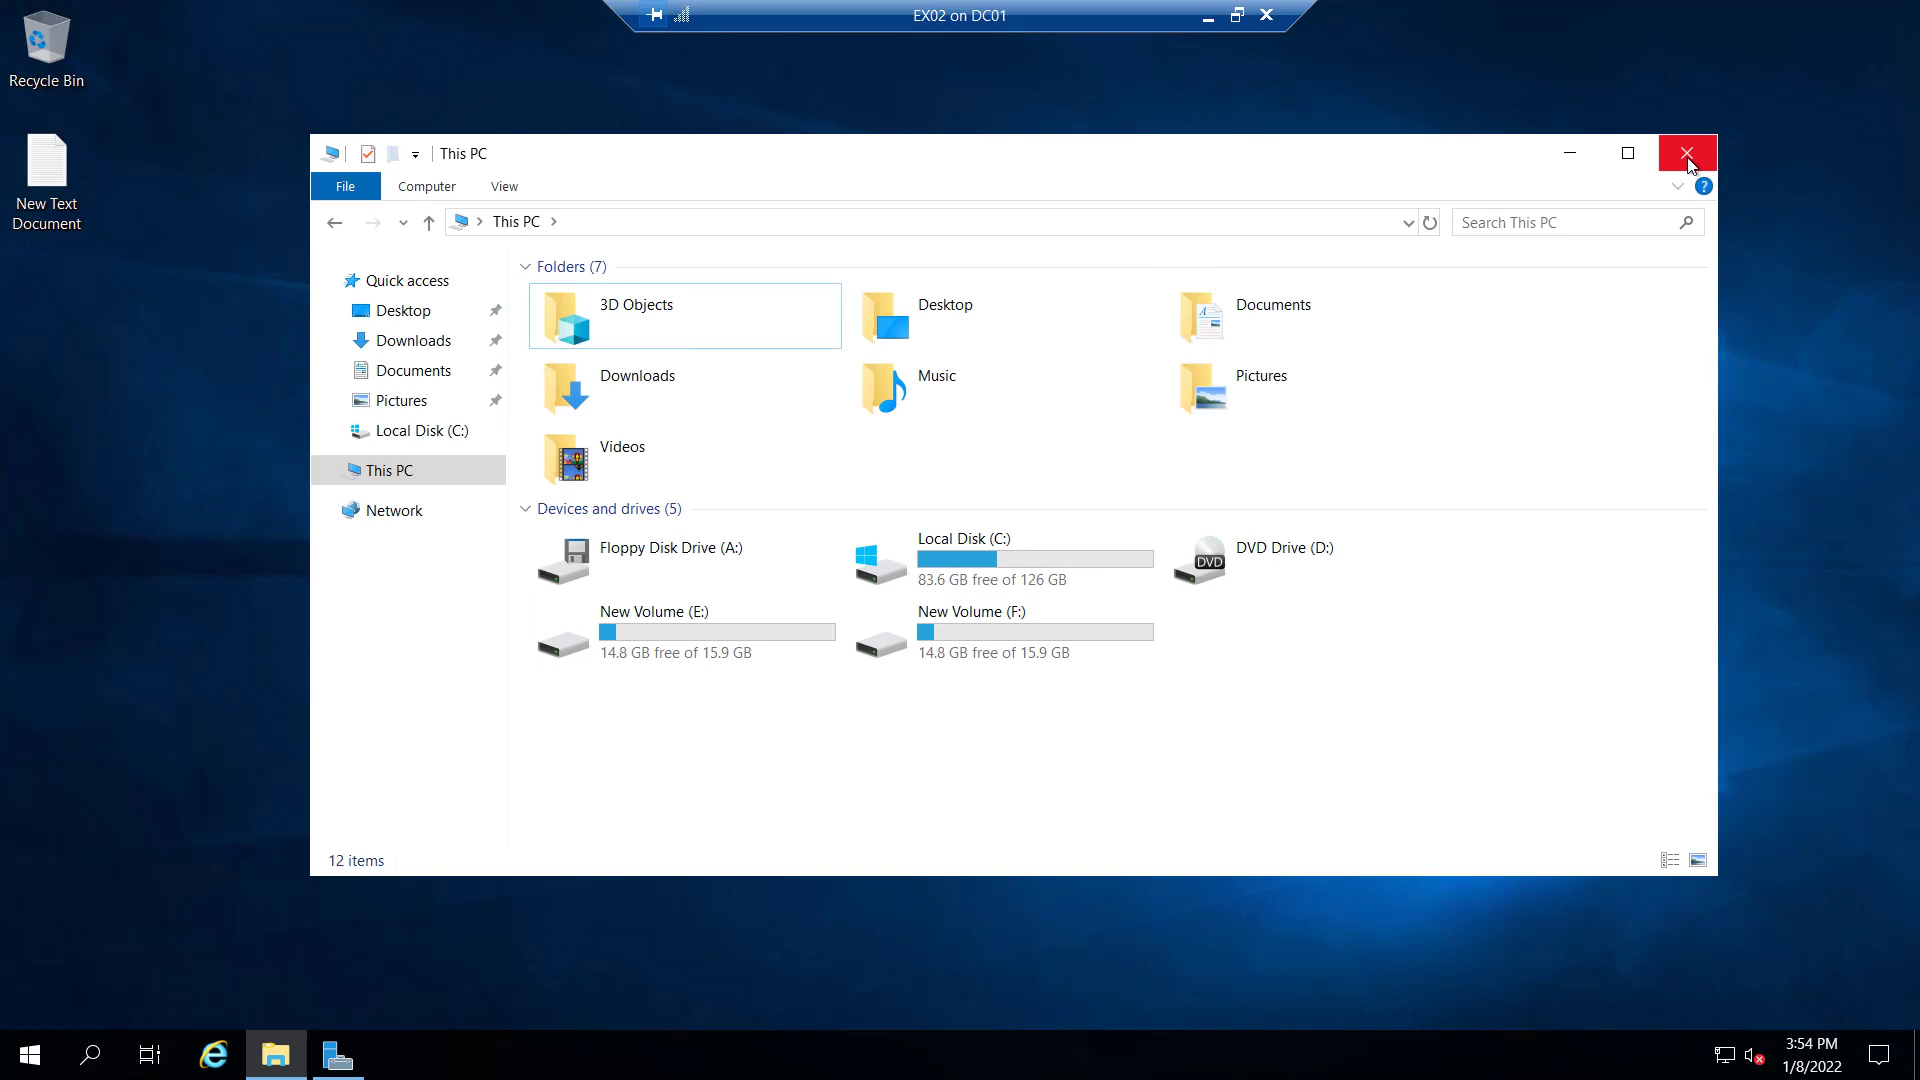 EX02 on DC01
Recycle Bin
New Text
Document
This PC
File
Computer
View
?
This PC
Search This PC
Quick access
Desktop
Downloads
Documents
Pictures
Local Disk (C:)
This PC
Network
Folders (7)
3D Objects
Desktop
Documents
Downloads
Music
Pictures
Videos
Devices and drives (5)
Floppy Disk Drive (A:)
Local Disk (C:)
83.6 GB free of 126 GB
DVD
DVD Drive (D:)
New Volume (E:)
14.8 GB free of 15.9 GB
New Volume (F:)
14.8 GB free of 15.9 GB
12 items
3:54 PM
1/8/2022